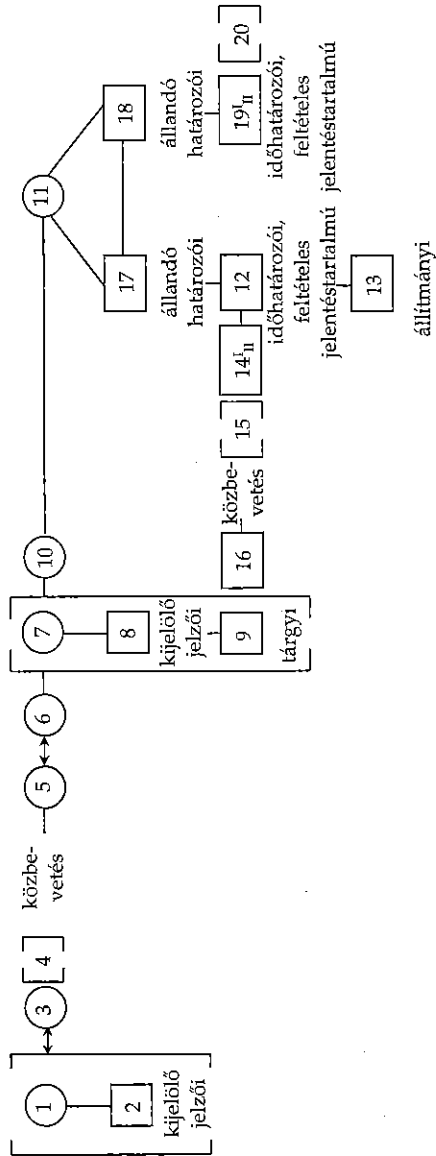 1
2
kijelölő
jelzői
3
4
közbe-
vetés
5
6
7
8
kijelölő
jelzői
9
tárgyi
10
11
17
állandó
határozói
18
állandó
határozói
16
közbe-
vetés
15
14ᴵII
12
időhatározói,
feltételes
jelentéstartalmú
13
állítmányi
19ᴵII
20
időhatározói,
feltételes
jelentéstartalmú